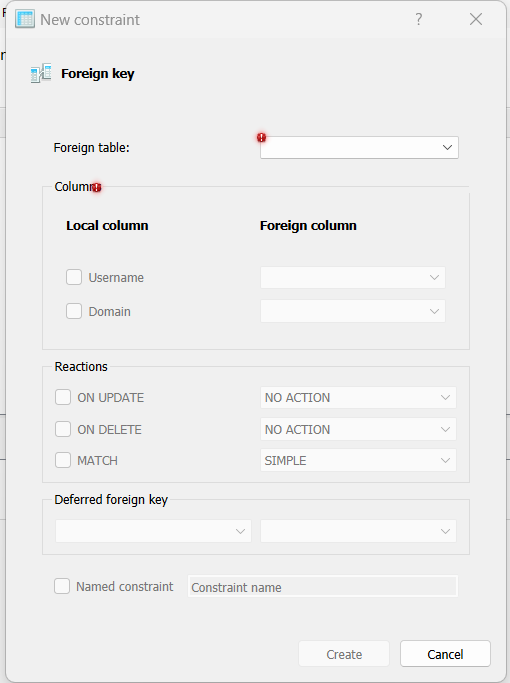 New constraint
?
Foreign key
Foreign table:
Local column Foreign column
Username
Domain
Reactions
ON UPDATE NO ACTION
ON DELETE NO ACTION
MATCH SIMPLE
Deferred foreign key
Named constraint Constraint name
Create Cancel